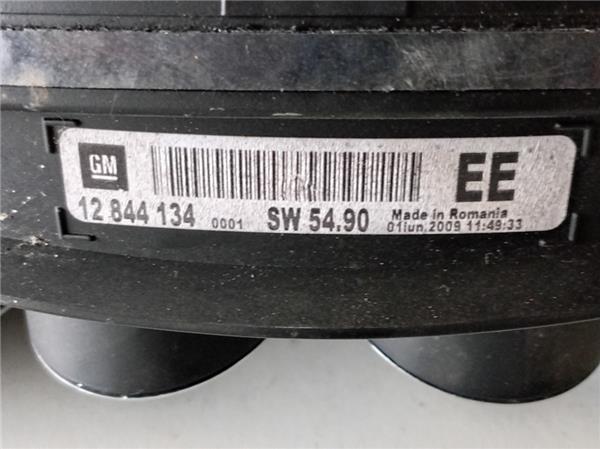 GM
EE
12 844 134 0001 SW 54.90 Made in Romania
01iun.2009 11:49:33